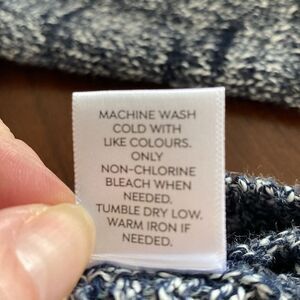 MACHINE WASH
COLD WITH
LIKE COLOURS.
ONLY
NON-CHLORINE
BLEACH WHEN
NEEDED.
TUMBLE DRY LOW.
WARM IRON IF
NEEDED.